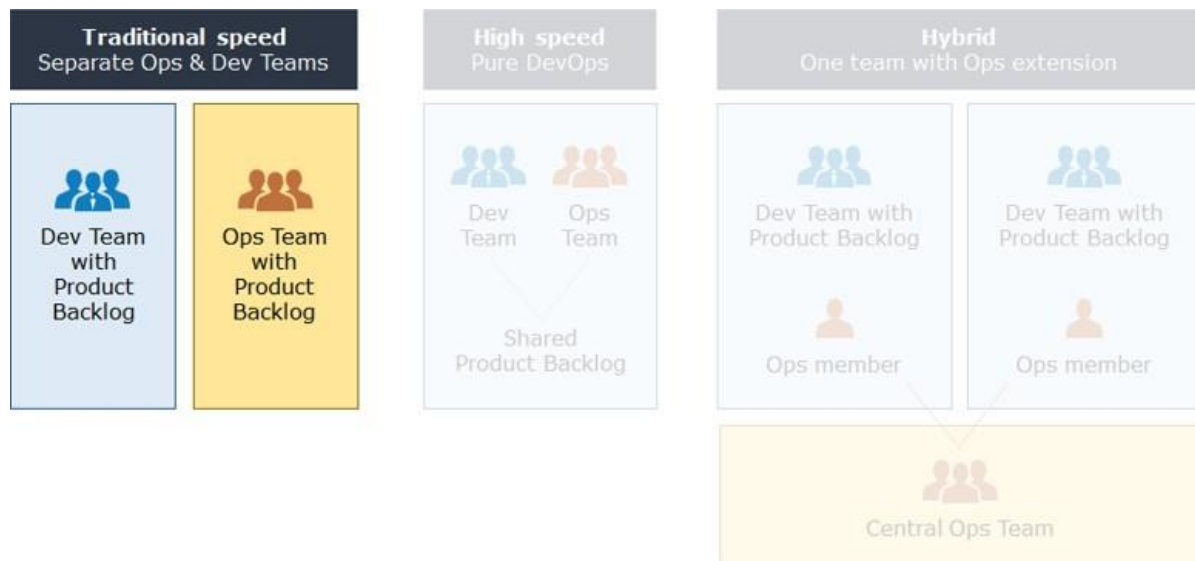 Traditional speed
Separate Ops & Dev Teams
Dev Team
with
Product
Backlog
Ops Team
with
Product
Backlog
High speed
Pure DevOps
Dev
Team
Ops
Team
Shared
Product Backlog
Hybrid
One team with Ops extension
Dev Team with
Product Backlog
Ops member
Dev Team with
Product Backlog
Ops member
Central Ops Team